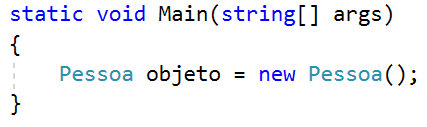 static void Main(string[] args)
{
    Pessoa objeto = new Pessoa();
}